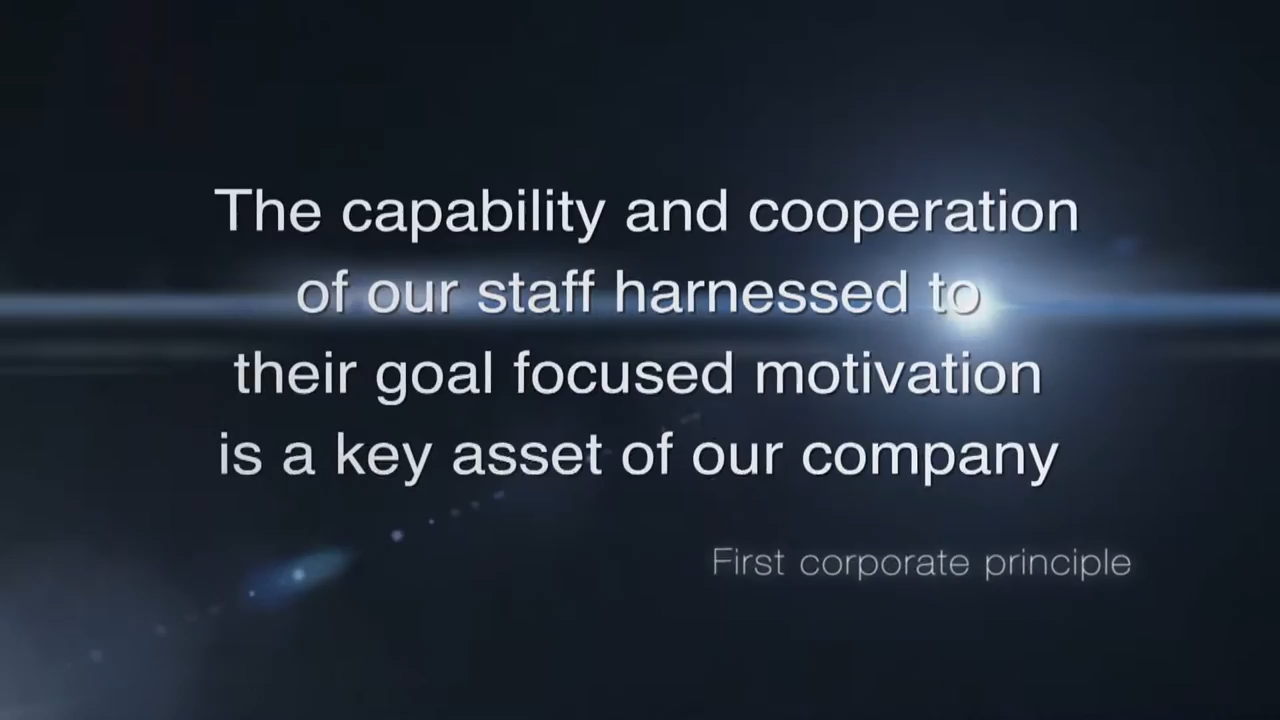 The capability and cooperation
of our staff harnessed to
their goal focused motivation
is a key asset of our company
First corporate principle